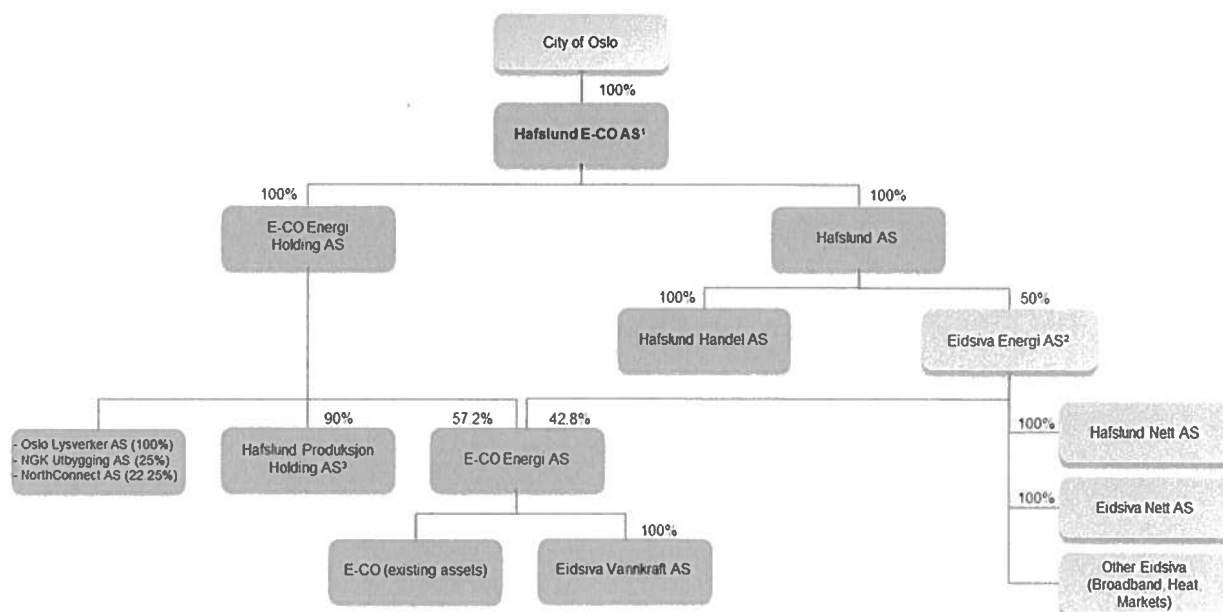 City of Oslo
100%
Hafslund E-CO AS¹
100%
100%
E-CO Energi
Holding AS
Hafslund AS
100%
50%
Hafslund Handel AS
Eidsiva Energi AS²
90%
57.2%
42.8%
- Oslo Lysverker AS (100%)
- NGK Utbygging AS (25%)
- NorthConnect AS (22.25%)
Hafslund Produksjon
Holding AS³
E-CO Energi AS
100%
Hafslund Nett AS
100%
Eidsiva Nett AS
100%
E-CO (existing assets)
Eidsiva Vannkraft AS
Other Eidsiva
(Broadband, Heat,
Markets)